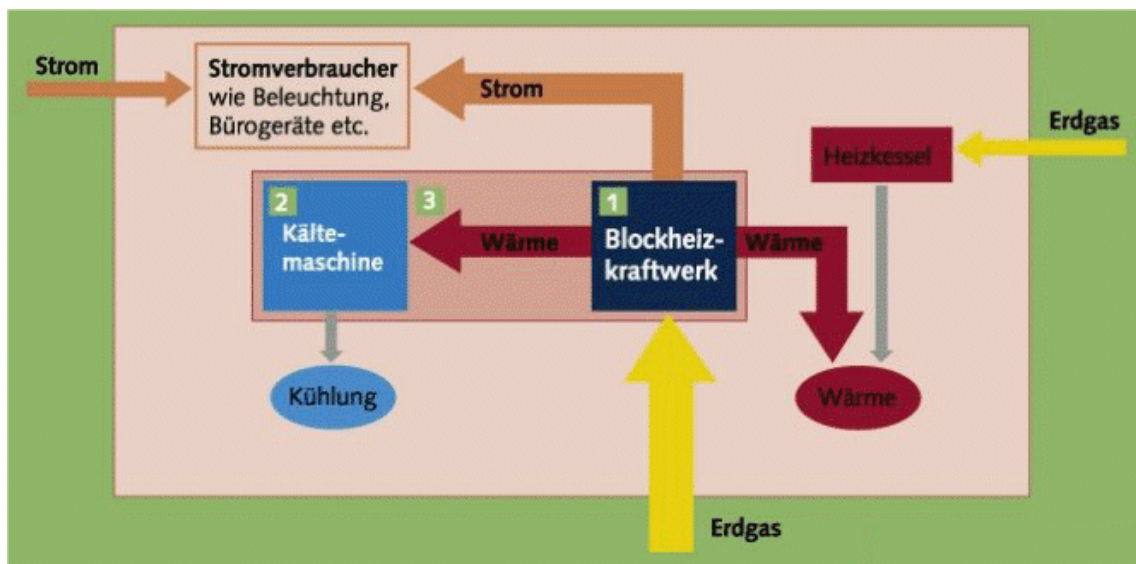 Strom
Stromverbraucher
wie Beleuchtung,
Bürogeräte etc.
Strom
Erdgas
Heizkessel
2
Kälte-
maschine
3
Wärme
1
Blockheiz-
kraftwerk
Wärme
Kühlung
Wärme
Erdgas